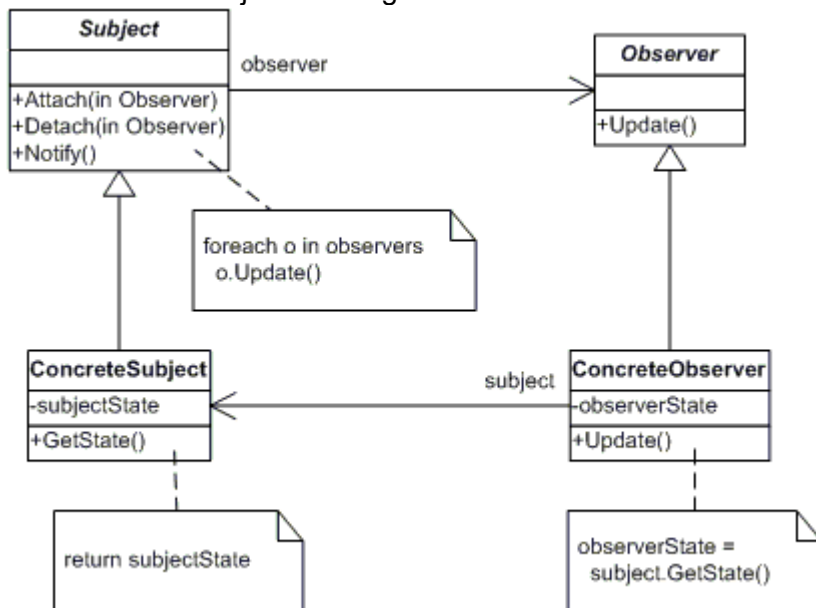 Subject
+Attach(in Observer)
+Detach(in Observer)
+Notify()
observer
Observer
+Update()
foreach o in observers
o.Update()
ConcreteSubject
-subjectState
+GetState()
subject
ConcreteObserver
-observerState
+Update()
return subjectState
observerState =
subject.GetState()